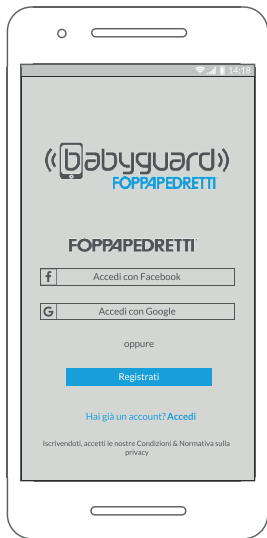 14:18
babyguard
FOPPAPEDRETTI
FOPPAPEDRETTI
f Accedi con Facebook
G Accedi con Google
oppure
Registrati
Hai già un account? Accedi
Iscrivendoti, accetti le nostre Condizioni & Normativa sulla
privacy